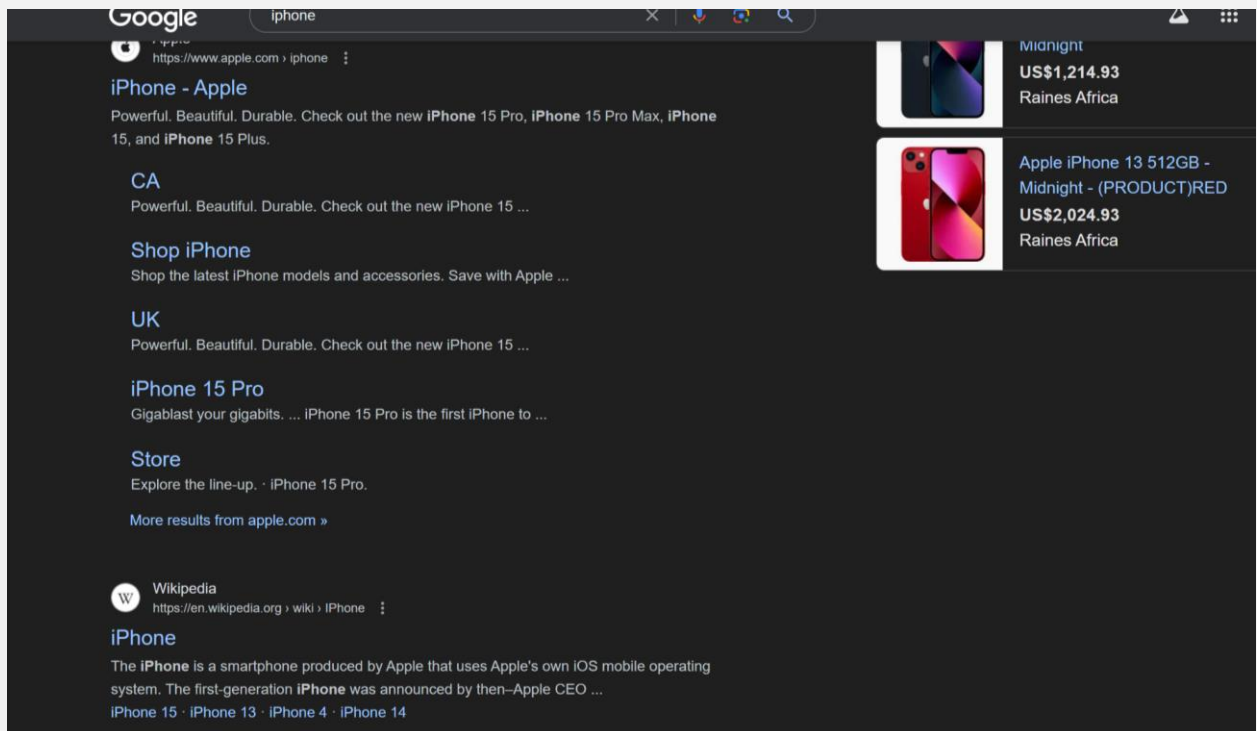 Google
iphone
Apple
https://www.apple.com › iphone
iPhone - Apple
Powerful. Beautiful. Durable. Check out the new iPhone 15 Pro, iPhone 15 Pro Max, iPhone
15, and iPhone 15 Plus.
CA
Powerful. Beautiful. Durable. Check out the new iPhone 15 ...
Shop iPhone
Shop the latest iPhone models and accessories. Save with Apple ...
UK
Powerful. Beautiful. Durable. Check out the new iPhone 15 ...
iPhone 15 Pro
Gigablast your gigabits. ... iPhone 15 Pro is the first iPhone to ...
Store
Explore the line-up. · iPhone 15 Pro.
More results from apple.com »
W
Wikipedia
https://en.wikipedia.org › wiki › IPhone
iPhone
The iPhone is a smartphone produced by Apple that uses Apple's own iOS mobile operating
system. The first-generation iPhone was announced by then–Apple CEO ...
iPhone 15 · iPhone 13 · iPhone 4 · iPhone 14
Midnight
US$1,214.93
Raines Africa
Apple iPhone 13 512GB -
Midnight - (PRODUCT)RED
US$2,024.93
Raines Africa